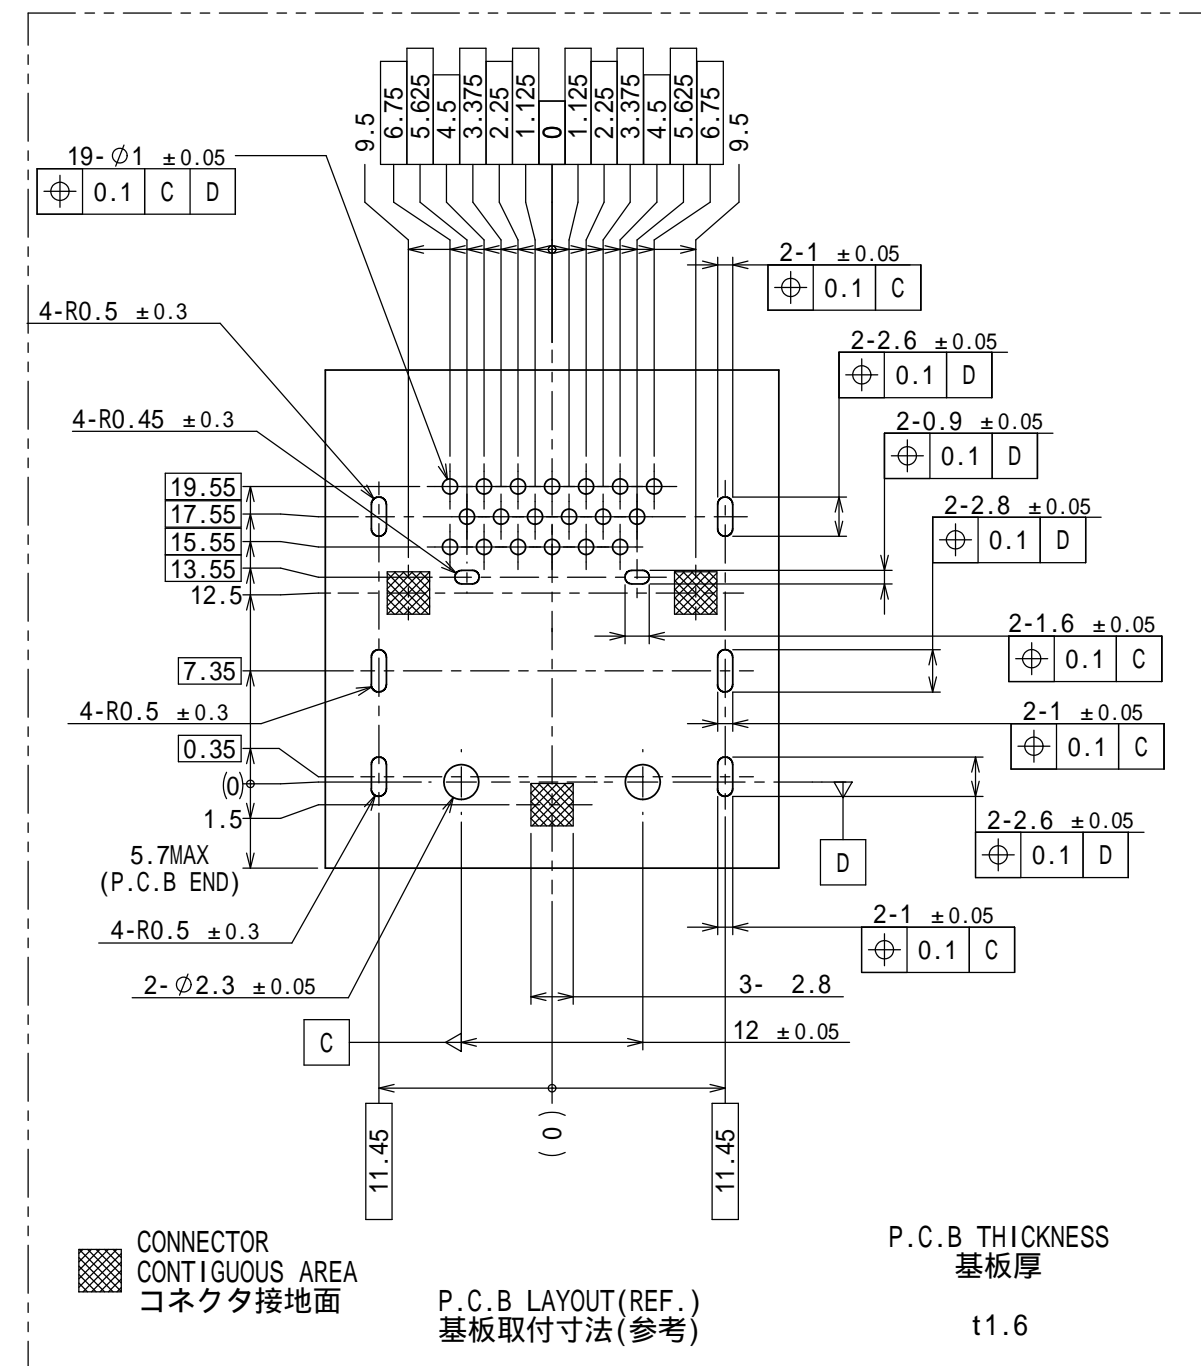 9.5
6.75
5.625
4.5
3.375
2.25
1.125
0
1.125
2.25
3.375
4.5
5.625
6.75
9.5
19-∅1 ±0.05
⌖ 0.1 C D
2-1 ±0.05
⌖ 0.1 C
4-R0.5 ±0.3
2-2.6 ±0.05
⌖ 0.1 D
4-R0.45 ±0.3
2-0.9 ±0.05
⌖ 0.1 D
19.55
17.55
15.55
13.55
12.5
2-2.8 ±0.05
⌖ 0.1 D
2-1.6 ±0.05
⌖ 0.1 C
7.35
4-R0.5 ±0.3
2-1 ±0.05
⌖ 0.1 C
0.35
(0)
1.5
5.7MAX
(P.C.B END)
2-2.6 ±0.05
⌖ 0.1 D
D
4-R0.5 ±0.3
2-1 ±0.05
⌖ 0.1 C
2-∅2.3 ±0.05
3- 2.8
C
12 ±0.05
11.45
(0)
11.45
CONNECTOR
CONTIGUOUS AREA
コネクタ接地面
P.C.B LAYOUT(REF.)
基板取付寸法(参考)
P.C.B THICKNESS
基板厚
t1.6